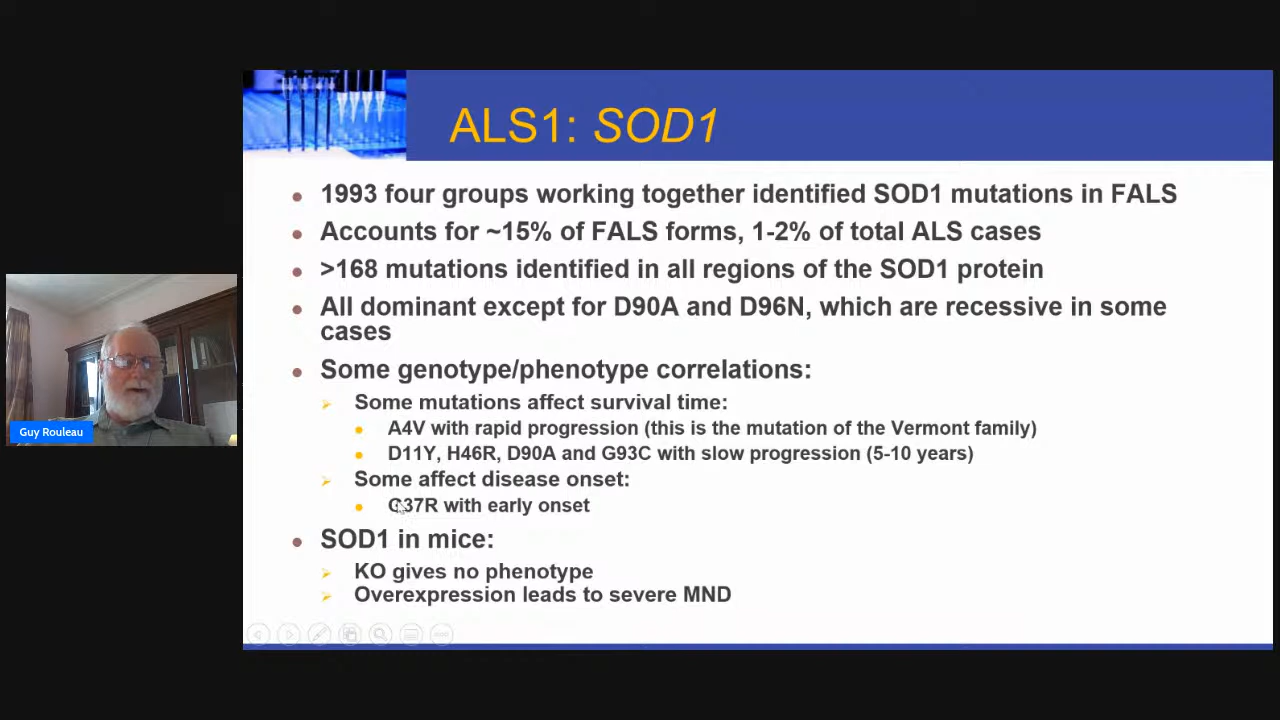 ALS1: SOD1
1993 four groups working together identified SOD1 mutations in FALS
Accounts for ~15% of FALS forms, 1-2% of total ALS cases
>168 mutations identified in all regions of the SOD1 protein
All dominant except for D90A and D96N, which are recessive in some
cases
Some genotype/phenotype correlations:
Some mutations affect survival time:
A4V with rapid progression (this is the mutation of the Vermont family)
D11Y, H46R, D90A and G93C with slow progression (5-10 years)
Some affect disease onset:
G37R with early onset
SOD1 in mice:
KO gives no phenotype
Overexpression leads to severe MND
Guy Rouleau